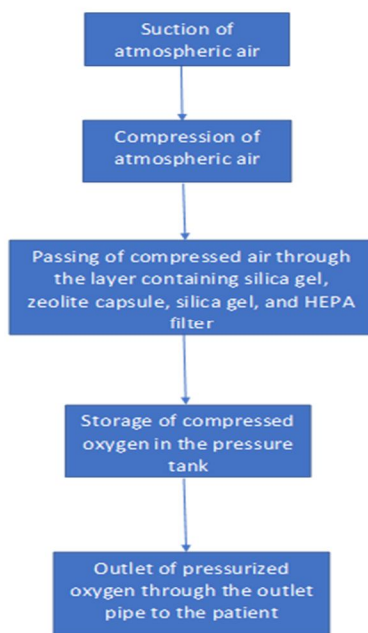 Suction of
atmospheric air
Compression of
atmospheric air
Passing of compressed air through
the layer containing silica gel,
zeolite capsule, silica gel, and HEPA
filter
Storage of compressed
oxygen in the pressure
tank
Outlet of pressurized
oxygen through the outlet
pipe to the patient